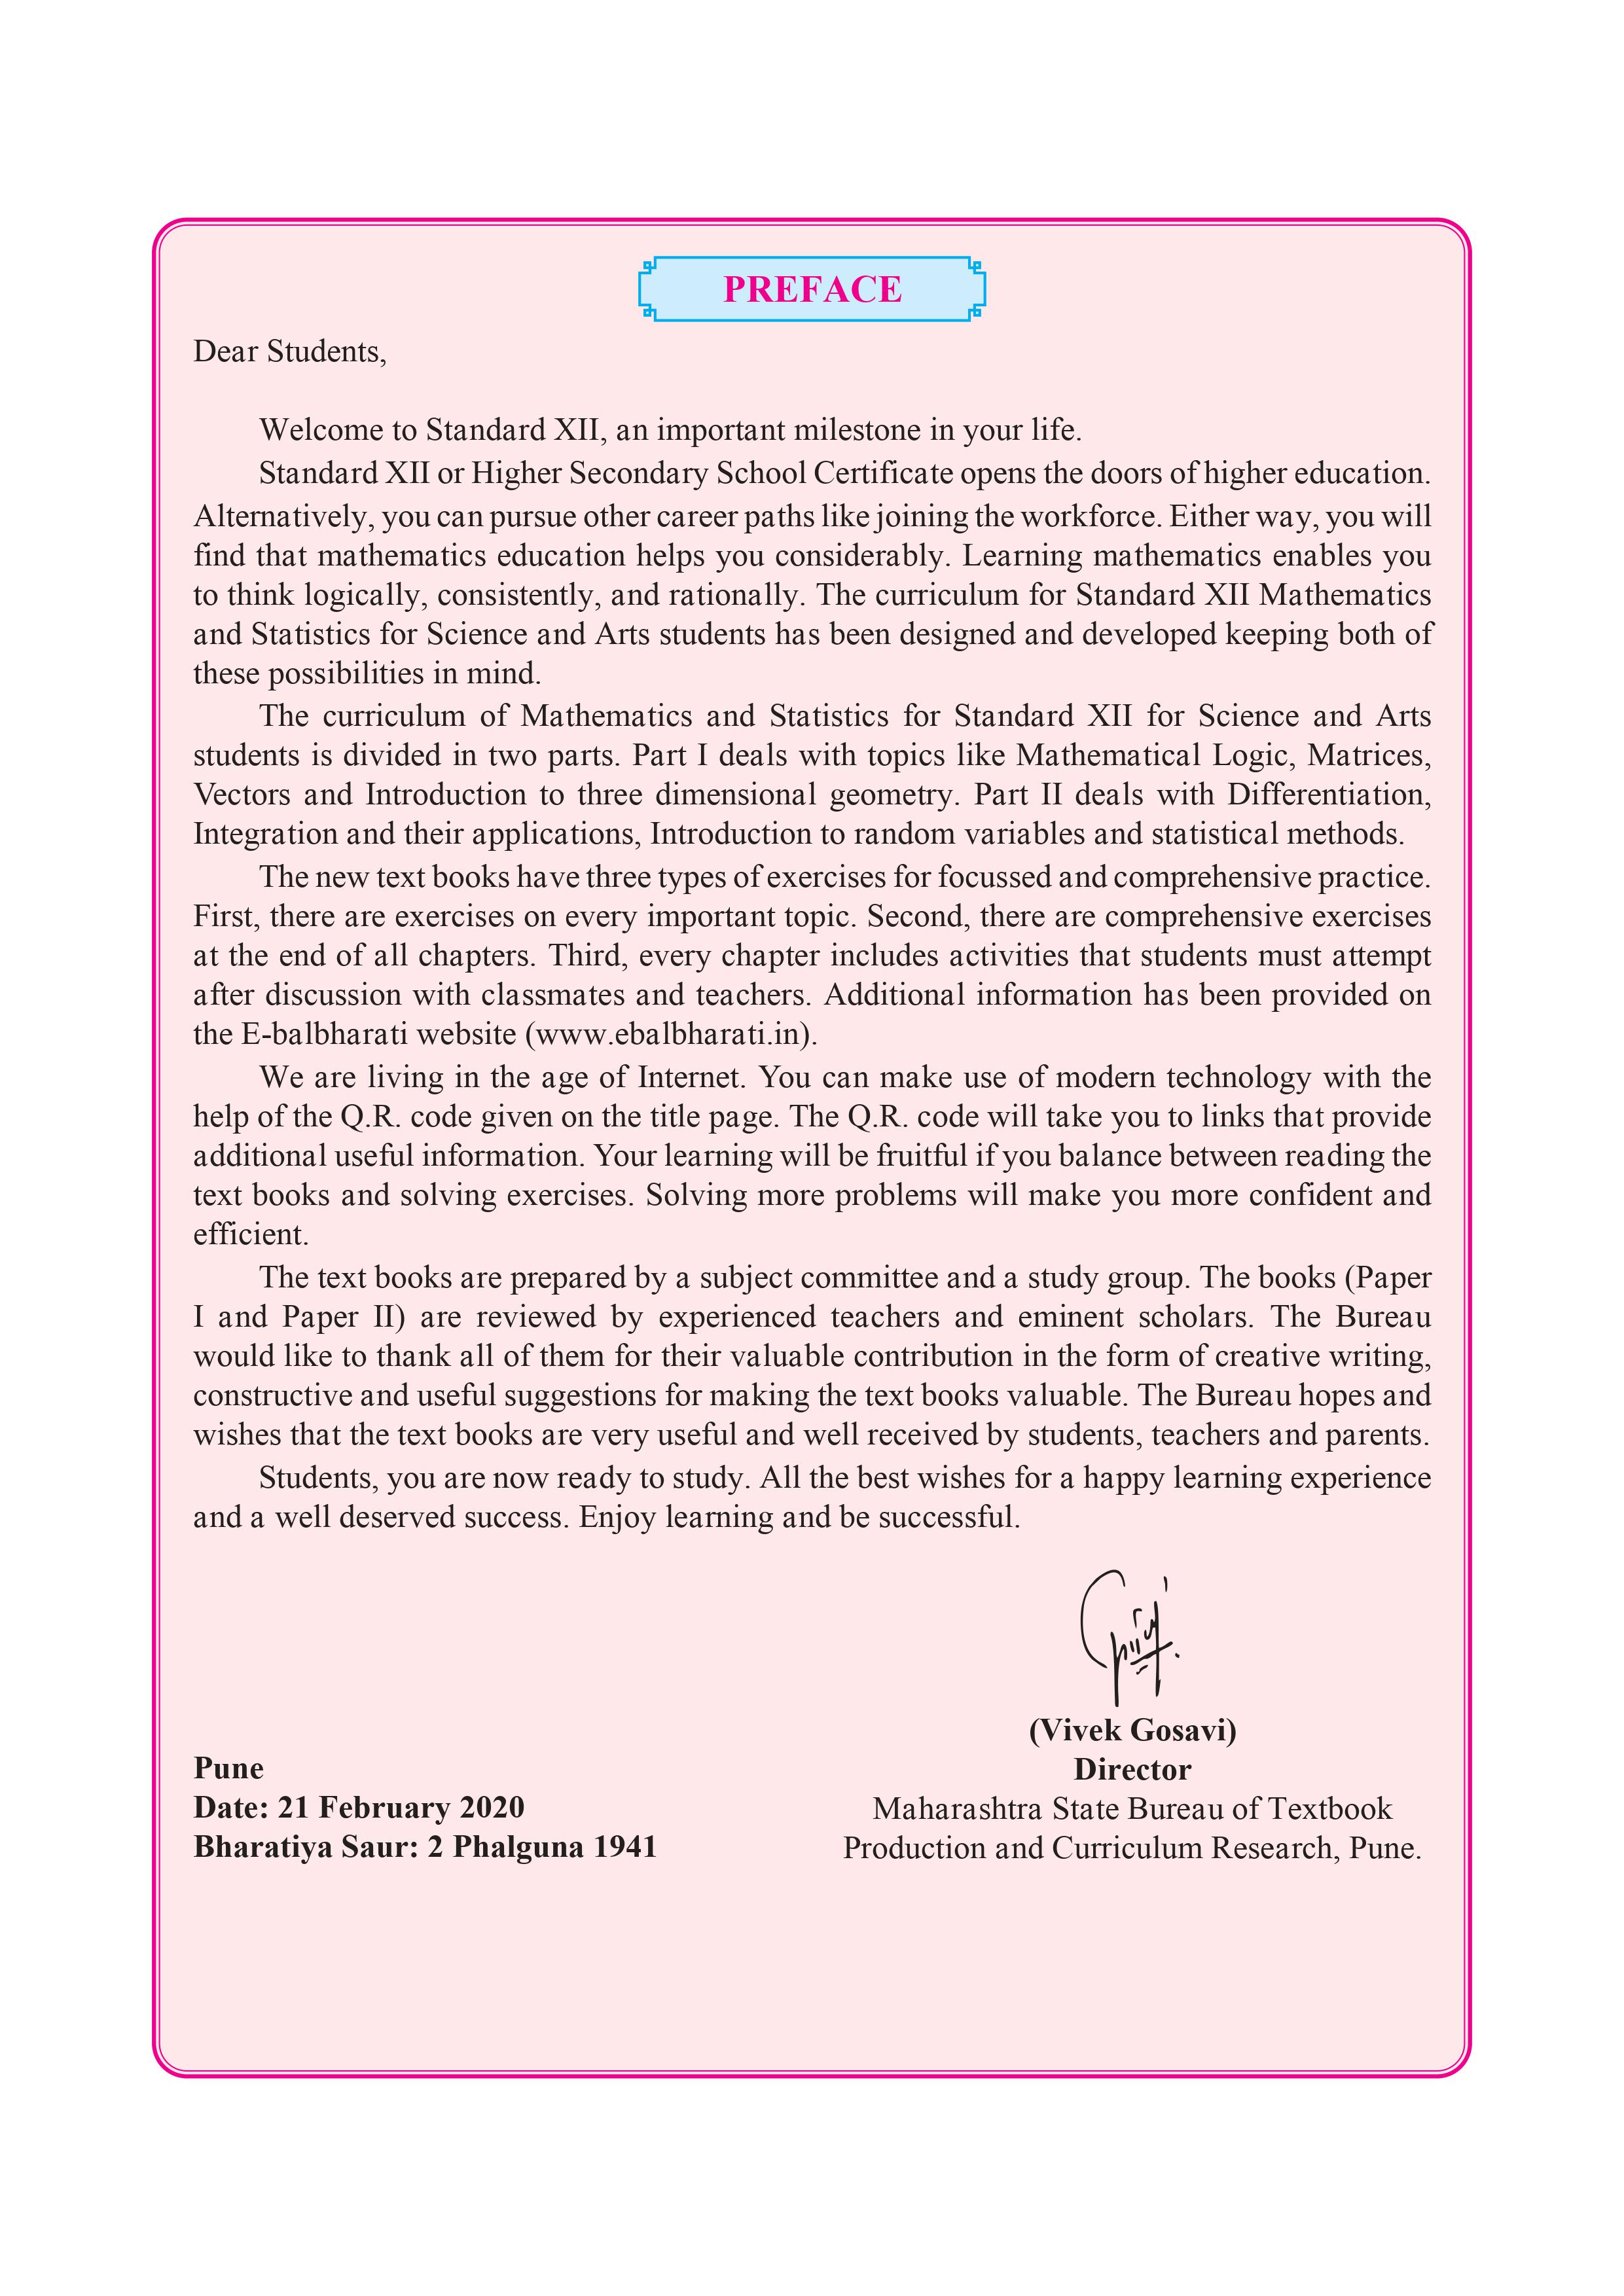 PREFACE
Dear Students,
Welcome to Standard XII, an important milestone in your life.
Standard XII or Higher Secondary School Certificate opens the doors of higher education.
Alternatively, you can pursue other career paths like joining the workforce. Either way, you will
find that mathematics education helps you considerably. Learning mathematics enables you
to think logically, consistently, and rationally. The curriculum for Standard XII Mathematics
and Statistics for Science and Arts students has been designed and developed keeping both of
these possibilities in mind.
The curriculum of Mathematics and Statistics for Standard XII for Science and Arts
students is divided in two parts. Part I deals with topics like Mathematical Logic, Matrices,
Vectors and Introduction to three dimensional geometry. Part II deals with Differentiation,
Integration and their applications, Introduction to random variables and statistical methods.
The new text books have three types of exercises for focussed and comprehensive practice.
First, there are exercises on every important topic. Second, there are comprehensive exercises
at the end of all chapters. Third, every chapter includes activities that students must attempt
after discussion with classmates and teachers. Additional information has been provided on
the E-balbharati website (www.ebalbharati.in).
We are living in the age of Internet. You can make use of modern technology with the
help of the Q.R. code given on the title page. The Q.R. code will take you to links that provide
additional useful information. Your learning will be fruitful if you balance between reading the
text books and solving exercises. Solving more problems will make you more confident and
efficient.
The text books are prepared by a subject committee and a study group. The books (Paper
I and Paper II) are reviewed by experienced teachers and eminent scholars. The Bureau
would like to thank all of them for their valuable contribution in the form of creative writing,
constructive and useful suggestions for making the text books valuable. The Bureau hopes and
wishes that the text books are very useful and well received by students, teachers and parents.
Students, you are now ready to study. All the best wishes for a happy learning experience
and a well deserved success. Enjoy learning and be successful.
(Vivek Gosavi)
Director
Maharashtra State Bureau of Textbook
Production and Curriculum Research, Pune.
Pune
Date: 21 February 2020
Bharatiya Saur: 2 Phalguna 1941